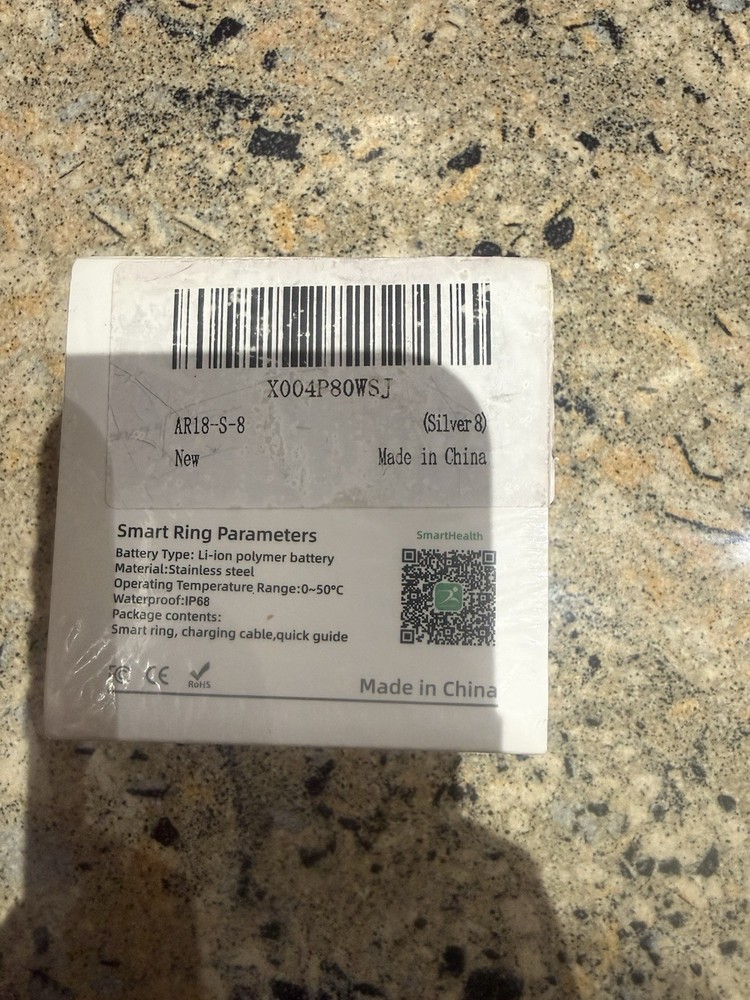 X004P80WSJ
AR18-S-8 (Silver 8)
New Made in China
Smart Ring Parameters
SmartHealth
Battery Type: Li-ion polymer battery
Material:Stainless steel
Operating Temperature Range:0~50°C
Waterproof:IP68
Package contents:
Smart ring, charging cable,quick guide
FC CE RoHS
Made in China